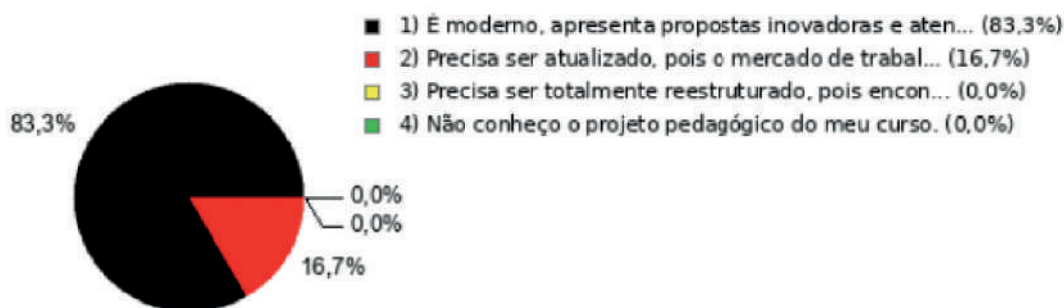 1) È moderno, apresenta propostas inovadoras e aten... (83,3%)
2) Precisa ser atualizado, pois o mercado de trabal... (16,7%)
3) Precisa ser totalmente reestruturado, pois encon... (0,0%)
4) Não conheço o projeto pedagógico do meu curso. (0,0%)
83,3%
0,0%
0,0%
16,7%